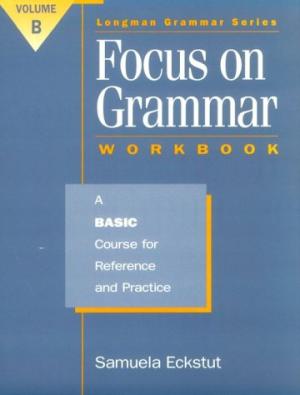 VOLUME
B
Longman Grammar Series
Focus on
Grammar
WORKBOOK
A
BASIC
Course for
Reference
and Practice
Samuela Eckstut